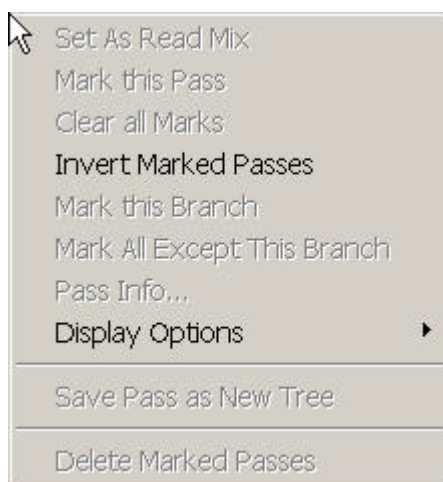 Set As Read Mix
Mark this Pass
Clear all Marks
Invert Marked Passes
Mark this Branch
Mark All Except This Branch
Pass Info...
Display Options
Save Pass as New Tree
Delete Marked Passes